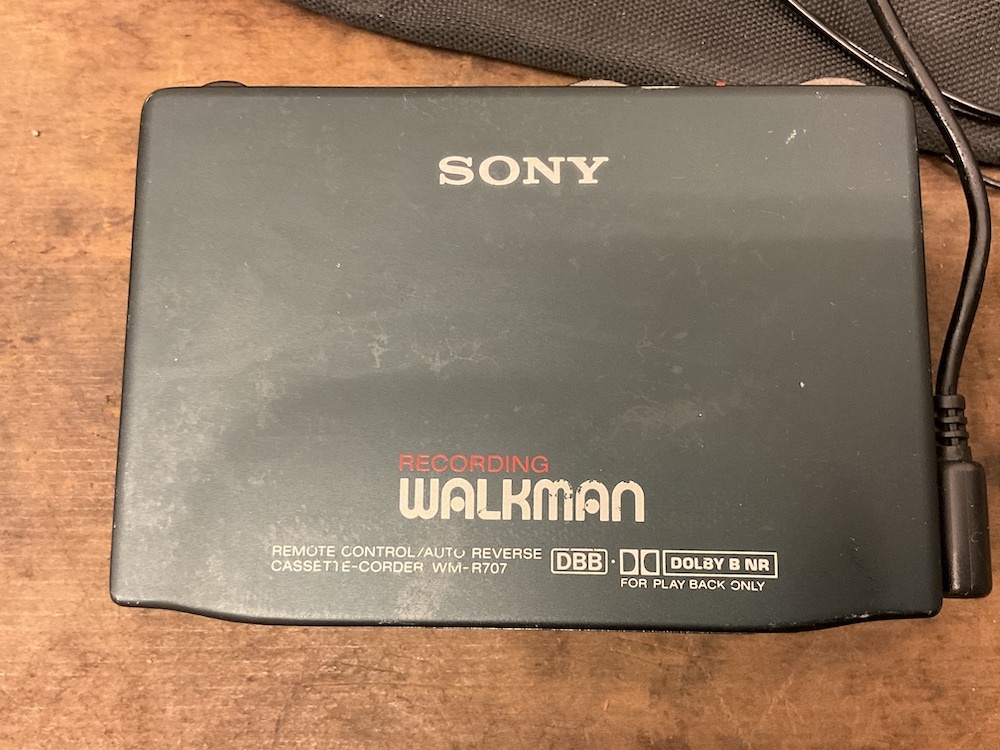 SONY
RECORDING
WALKMAN
REMOTE CONTROL/AUTO REVERSE
CASSETTE-CORDER WM-R707
DBB · DOLBY B NR
FOR PLAY BACK ONLY